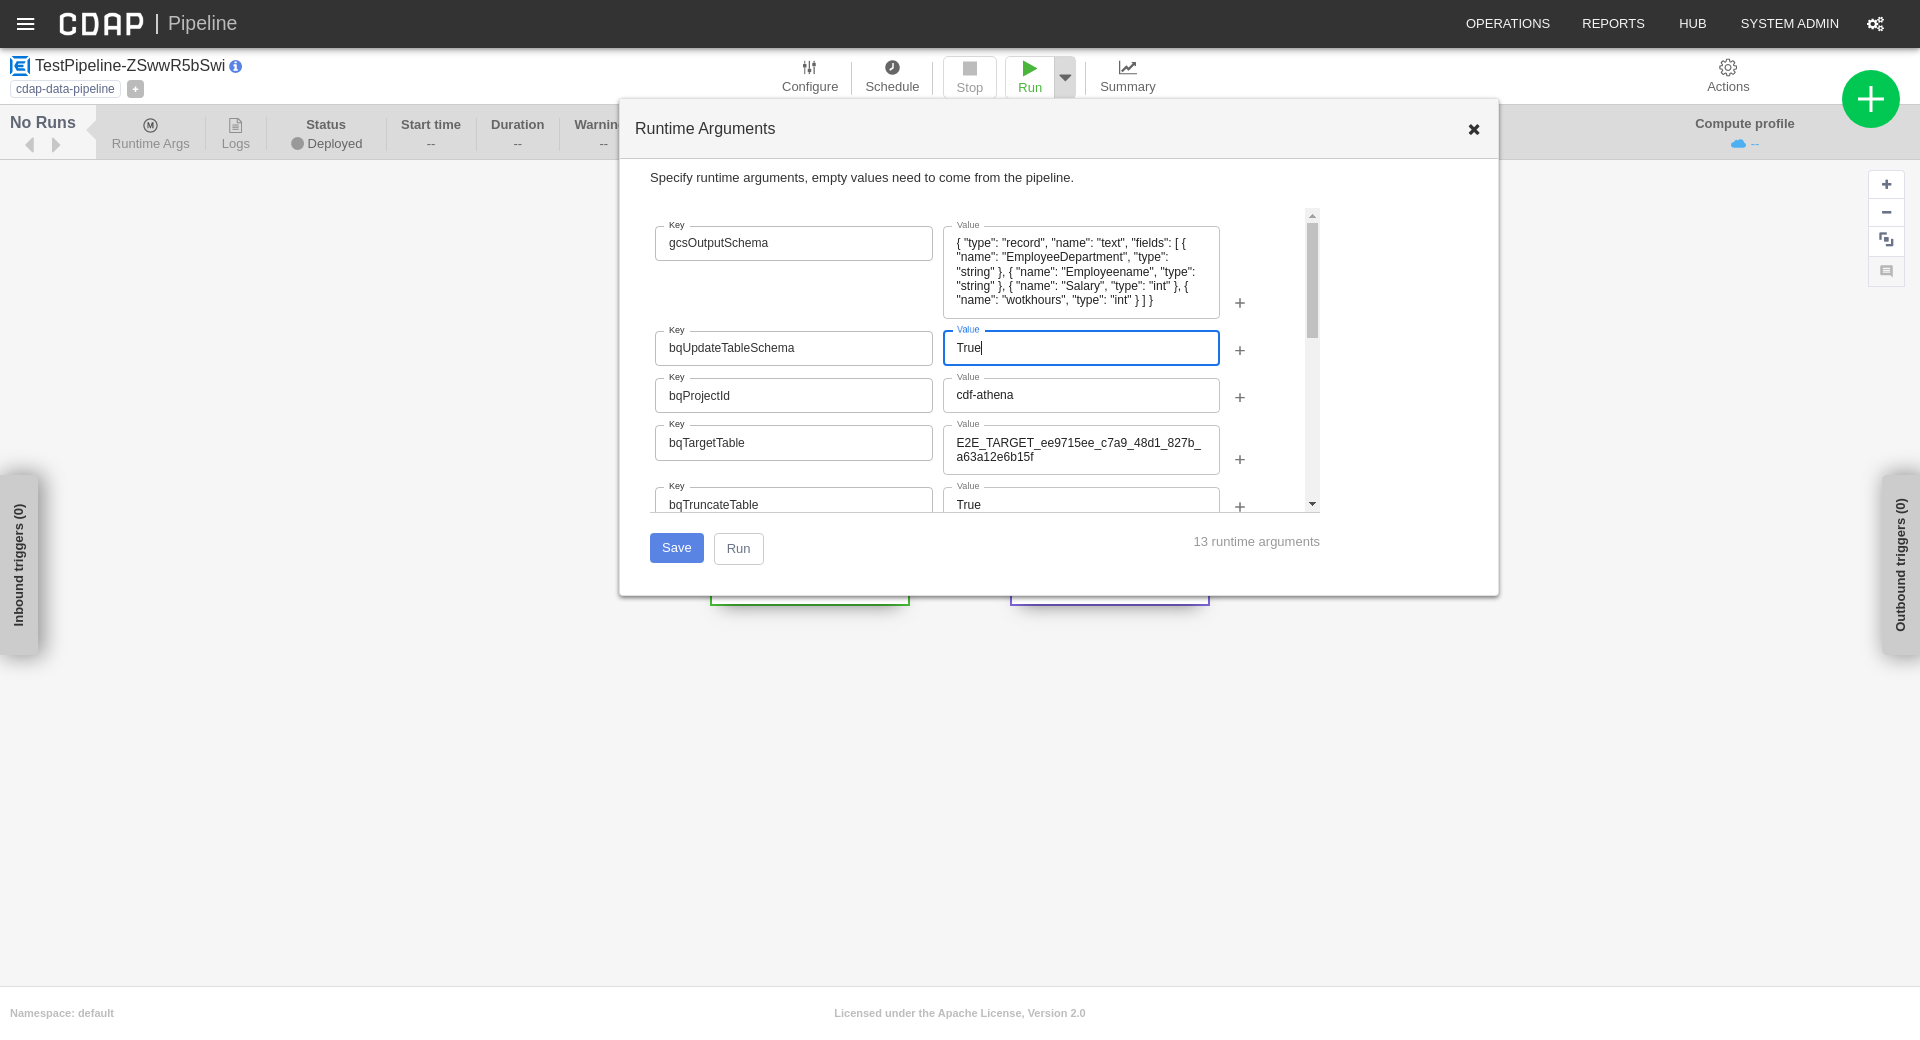 CDAP | Pipeline
OPERATIONS
REPORTS
HUB
SYSTEM ADMIN
TestPipeline-ZSwwR5bSwi
cdap-data-pipeline
Configure
Schedule
Stop
Run
Summary
Actions
No Runs
Runtime Args
Logs
Status
Deployed
Start time
--
Duration
--
Warnin
--
Compute profile
--
Runtime Arguments
Specify runtime arguments, empty values need to come from the pipeline.
Key
gcsOutputSchema
Value
{ "type": "record", "name": "text", "fields": [ {
"name": "EmployeeDepartment", "type":
"string" }, { "name": "Employeename", "type":
"string" }, { "name": "Salary", "type": "int" }, {
"name": "wotkhours", "type": "int" } ] }
Key
bqUpdateTableSchema
Value
True
Key
bqProjectId
Value
cdf-athena
Key
bqTargetTable
Value
E2E_TARGET_ee9715ee_c7a9_48d1_827b_
a63a12e6b15f
Key
bqTruncateTable
Value
True
Save
Run
13 runtime arguments
Inbound triggers (0)
Outbound triggers (0)
Namespace: default
Licensed under the Apache License, Version 2.0